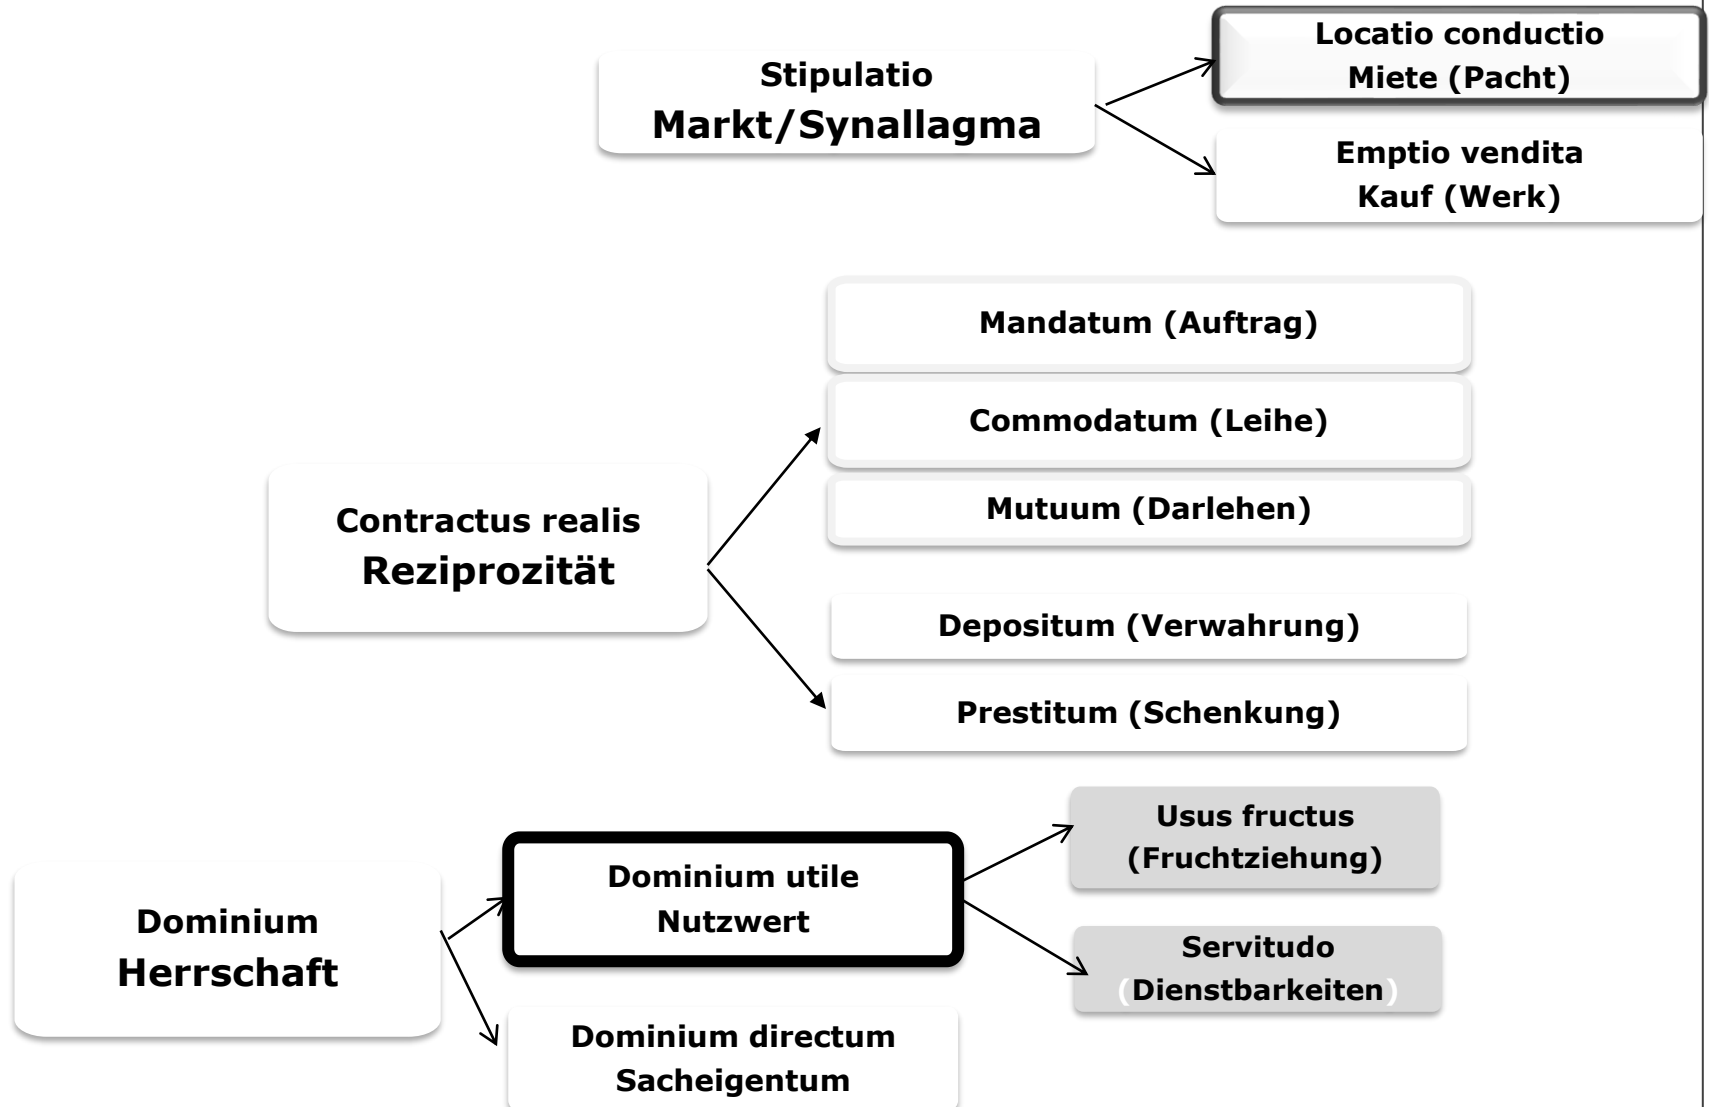 Locatio conductio
Miete (Pacht)
Stipulatio
Markt/Synallagma
Emptio vendita
Kauf (Werk)
Mandatum (Auftrag)
Commodatum (Leihe)
Mutuum (Darlehen)
Contractus realis
Reziprozität
Depositum (Verwahrung)
Prestitum (Schenkung)
Usus fructus
(Fruchtziehung)
Dominium utile
Nutzwert
Dominium
Herrschaft
Servitudo
(Dienstbarkeiten)
Dominium directum
Sacheigentum